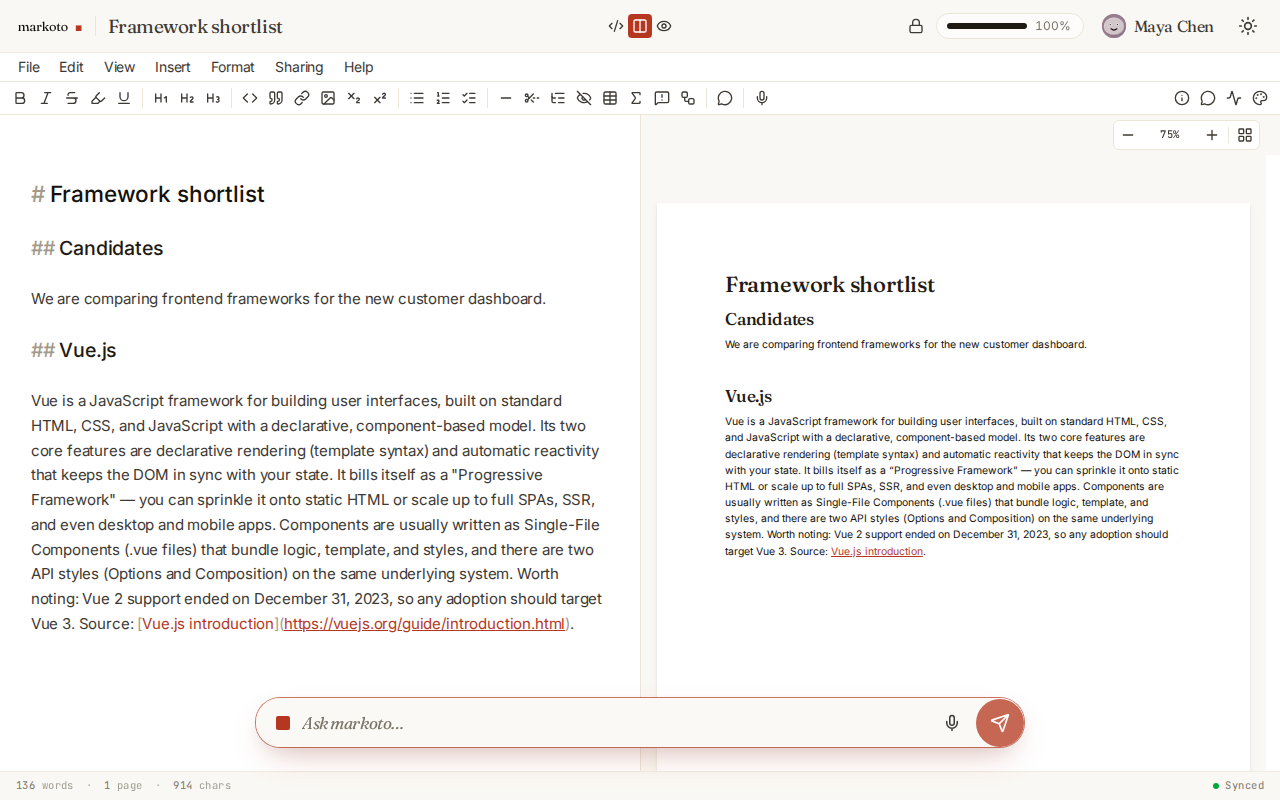 markoto
Framework shortlist
100%
Maya Chen
File Edit View Insert Format Sharing Help
H1 H2 H3
75%
# Framework shortlist
## Candidates
We are comparing frontend frameworks for the new customer dashboard.
## Vue.js
Vue is a JavaScript framework for building user interfaces, built on standard
HTML, CSS, and JavaScript with a declarative, component-based model. Its two
core features are declarative rendering (template syntax) and automatic reactivity
that keeps the DOM in sync with your state. It bills itself as a "Progressive
Framework" — you can sprinkle it onto static HTML or scale up to full SPAs, SSR,
and even desktop and mobile apps. Components are usually written as Single-File
Components (.vue files) that bundle logic, template, and styles, and there are two
API styles (Options and Composition) on the same underlying system. Worth
noting: Vue 2 support ended on December 31, 2023, so any adoption should target
Vue 3. Source: [Vue.js introduction](https://vuejs.org/guide/introduction.html).
Framework shortlist
Candidates
We are comparing frontend frameworks for the new customer dashboard.
Vue.js
Vue is a JavaScript framework for building user interfaces, built on standard HTML, CSS,
and JavaScript with a declarative, component-based model. Its two core features are
declarative rendering (template syntax) and automatic reactivity that keeps the DOM in sync
with your state. It bills itself as a “Progressive Framework” — you can sprinkle it onto static
HTML or scale up to full SPAs, SSR, and even desktop and mobile apps. Components are
usually written as Single-File Components (.vue files) that bundle logic, template, and
styles, and there are two API styles (Options and Composition) on the same underlying
system. Worth noting: Vue 2 support ended on December 31, 2023, so any adoption should
target Vue 3. Source: Vue.js introduction.
Ask markoto...
136 words · 1 page · 914 chars
Synced